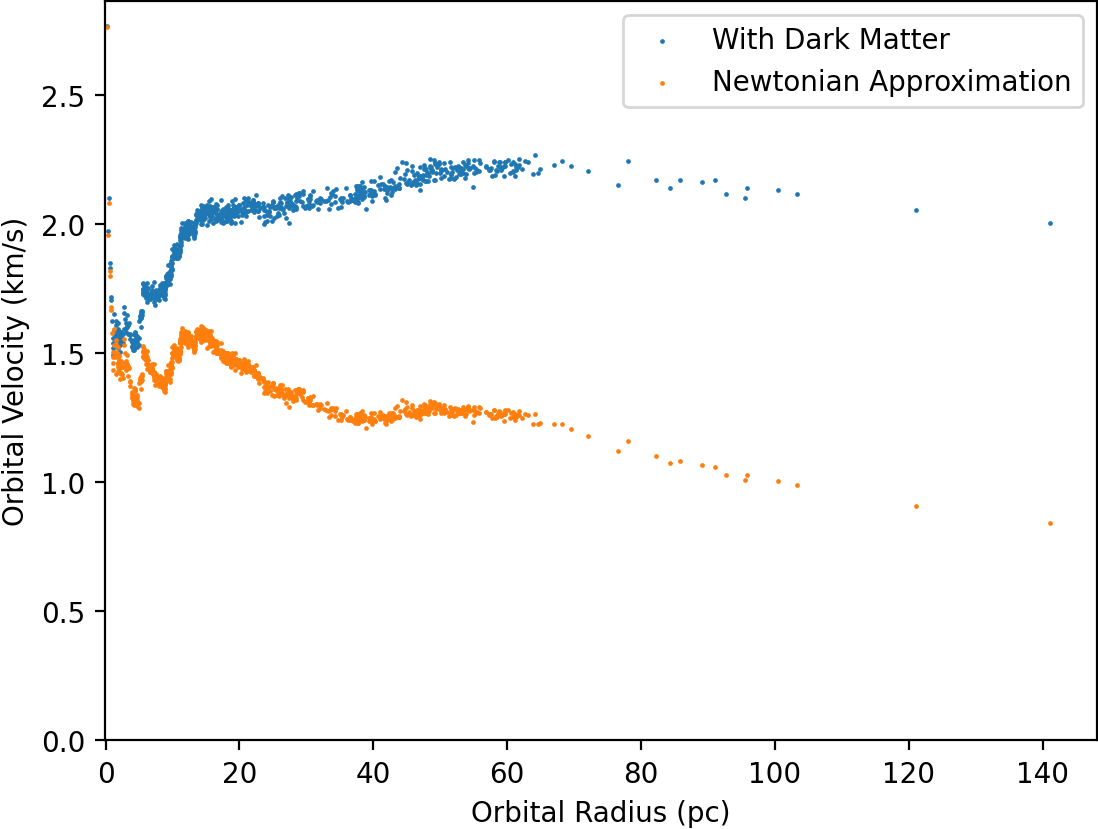 With Dark Matter
Newtonian Approximation
Orbital Velocity (km/s)
2.5
2.0
1.5
1.0
0.5
0.0
0 20 40 60 80 100 120 140
Orbital Radius (pc)